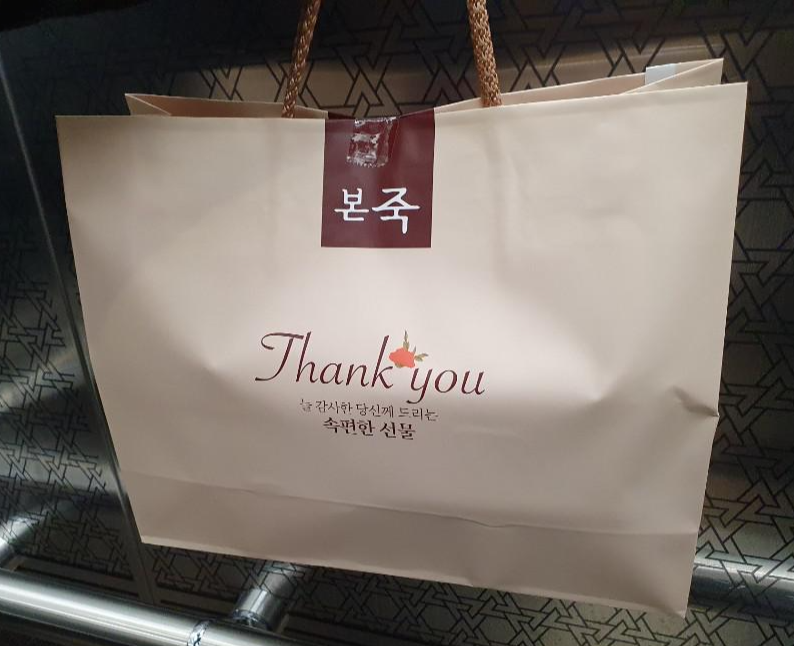 본죽
Thank you
늘 감사한 당신께 드리는
속편한 선물